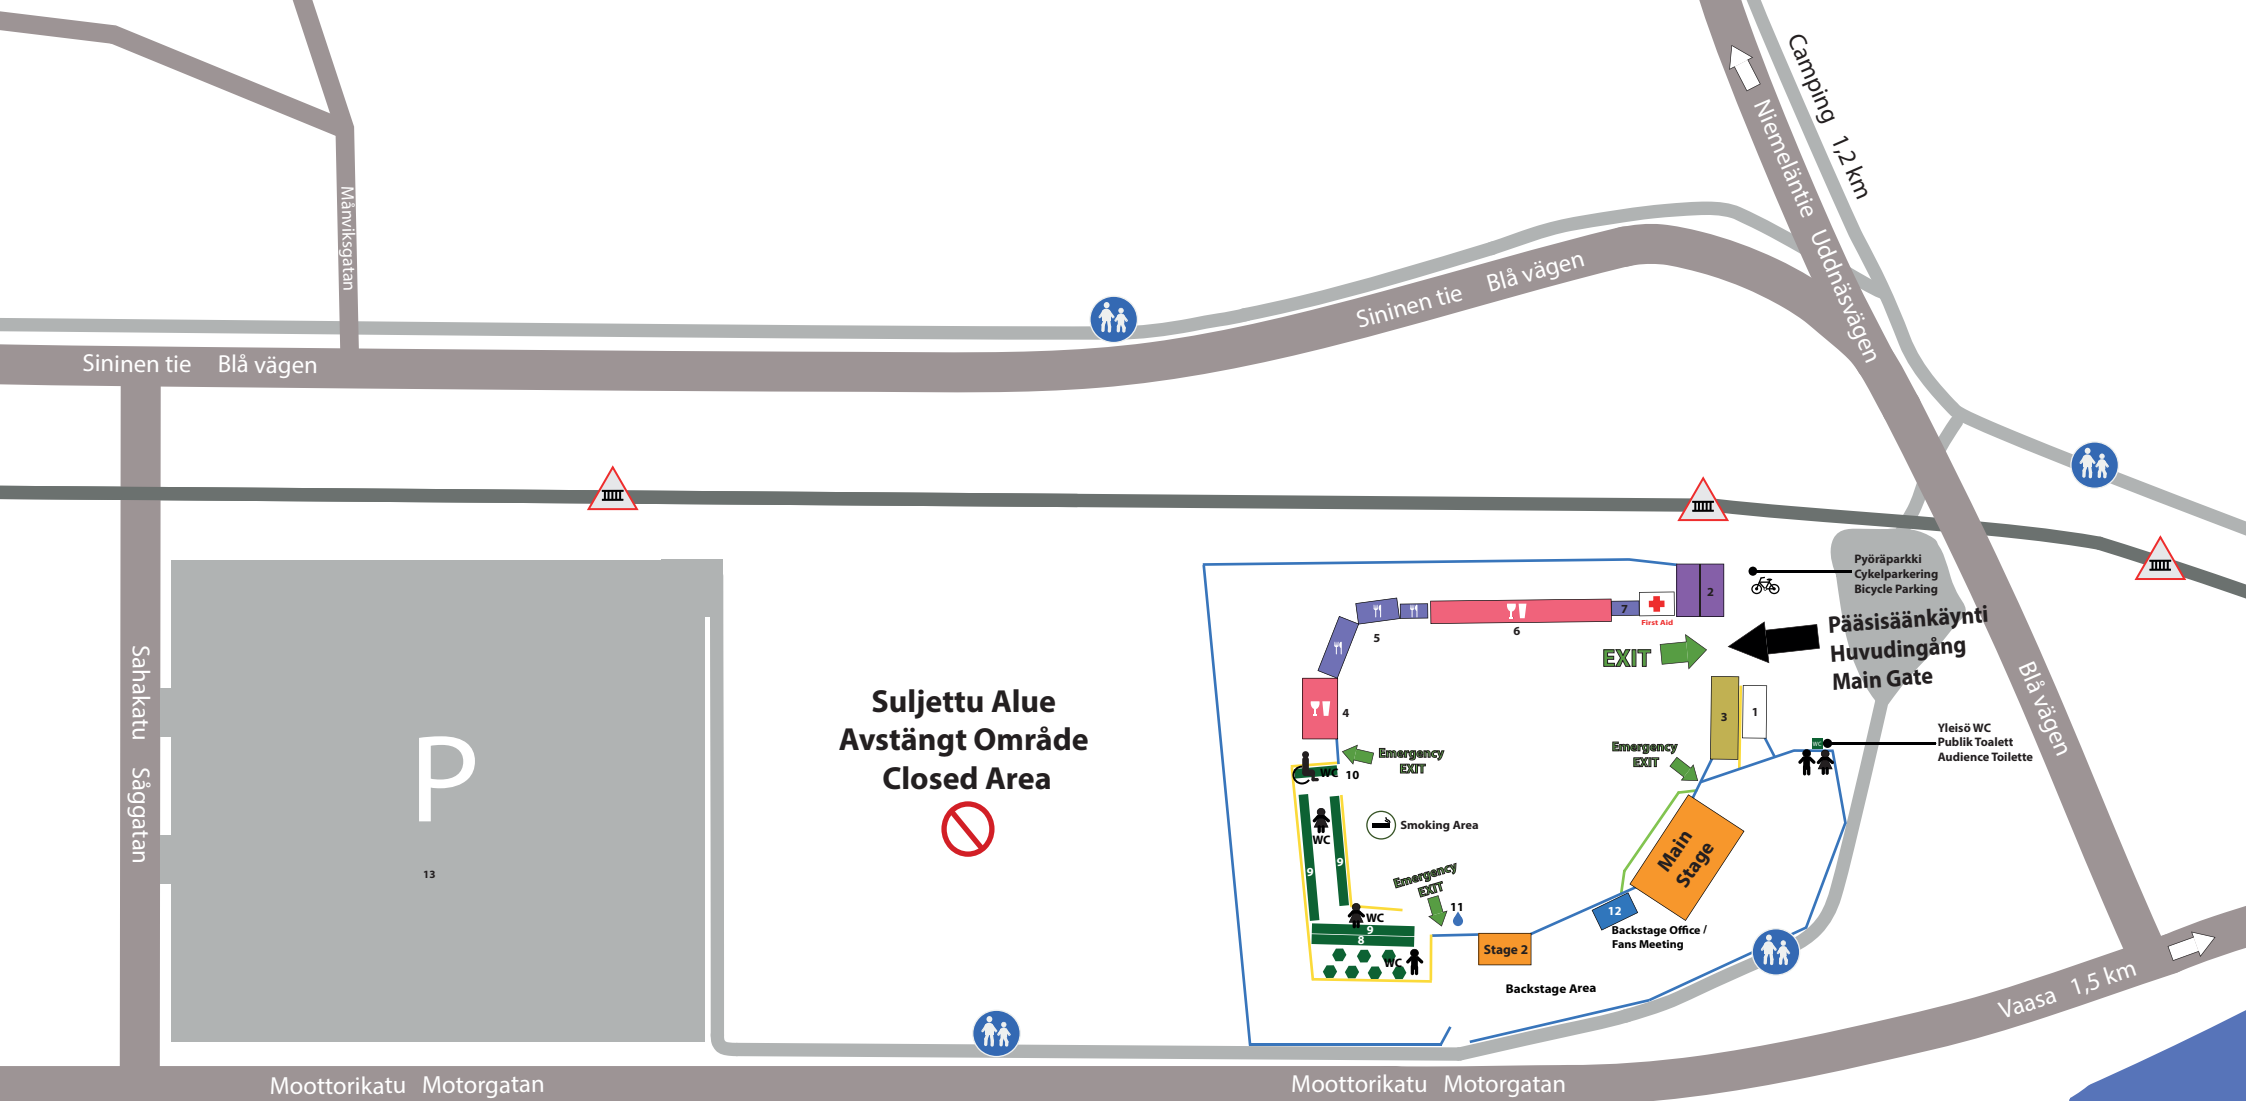 Camping 1,2 km
Niemeläntie Uddnäsvägen
Månviksgatan
Sininen tie Blå vägen
Sininen tie Blå vägen
Blå vägen
Sahakatu Såggatan
P
13
Suljettu Alue
Avstängt Område
Closed Area
Pyöräparkki
Cykelparkering
Bicycle Parking
Pääsisäänkäynti
Huvudingång
Main Gate
Yleisö WC
Publik Toalett
Audience Toilette
WC
2
7
First Aid
6
5
EXIT
4
3
1
Emergency
EXIT
Emergency
EXIT
WC
10
Smoking Area
WC
9
9
Emergency
EXIT
11
WC
9
8
WC
Main
Stage
Stage 2
12
Backstage Office /
Fans Meeting
Backstage Area
Vaasa 1,5 km
Moottorikatu Motorgatan
Moottorikatu Motorgatan